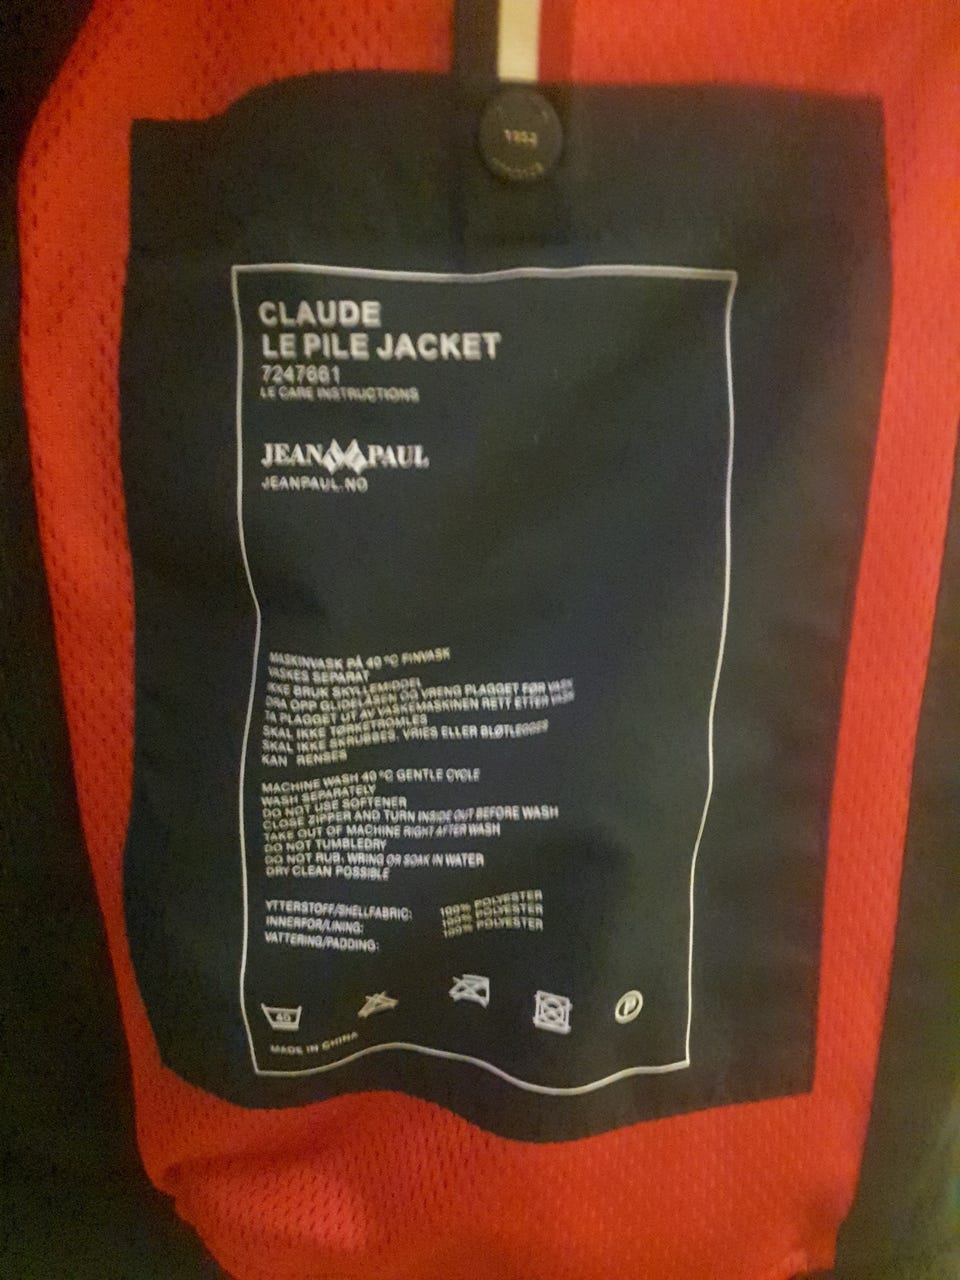 1952
CLAUDE
LE PILE JACKET
7247661
LE CARE INSTRUCTIONS
JEAN PAUL
JEANPAUL.NO
MASKINVASK PÅ 40 °C FINVASK
VASKES SEPARAT
IKKE BRUK SKYLLEMIDDEL
DRA OPP GLIDELÅSEN OG VRENG PLAGGET FØR VASK
TA PLAGGET UT AV VASKEMASKINEN RETT ETTER VASK
SKAL IKKE TØRKETROMLES
SKAL IKKE SKRUBBES, VRIES ELLER BLØTLEGGES
KAN RENSES
MACHINE WASH 40 °C GENTLE CYCLE
WASH SEPARATELY
DO NOT USE SOFTENER
CLOSE ZIPPER AND TURN INSIDE OUT BEFORE WASH
TAKE OUT OF MACHINE RIGHT AFTER WASH
DO NOT TUMBLEDRY
DO NOT RUB, WRING OR SOAK IN WATER
DRY CLEAN POSSIBLE
YTTERSTOFF/SHELLFABRIC: 100% POLYESTER
INNERFOR/LINING: 100% POLYESTER
VATTERING/PADDING: 100% POLYESTER
40 P
MADE IN CHINA